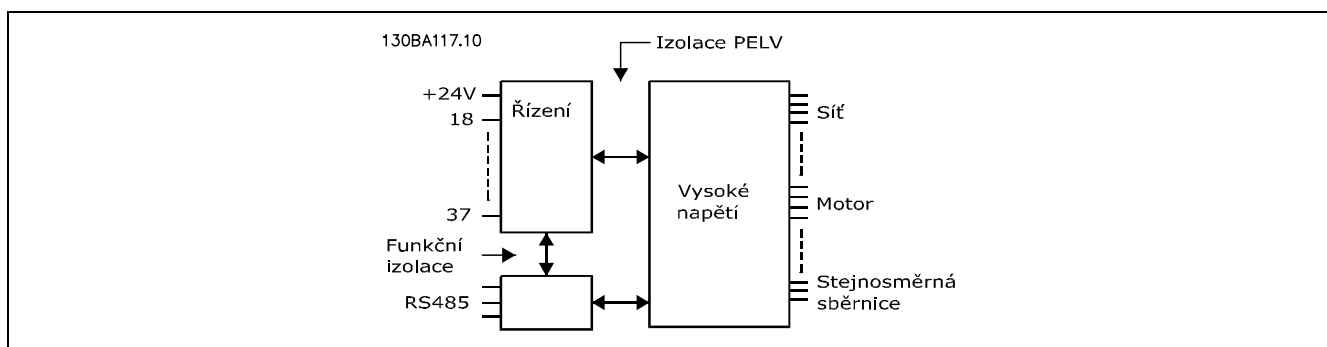 130BA117.10
Izolace PELV
+24V
18
37
Řízení
Vysoké
napětí
Síť
Motor
Stejnosměrná
sběrnice
Funkční
izolace
RS485